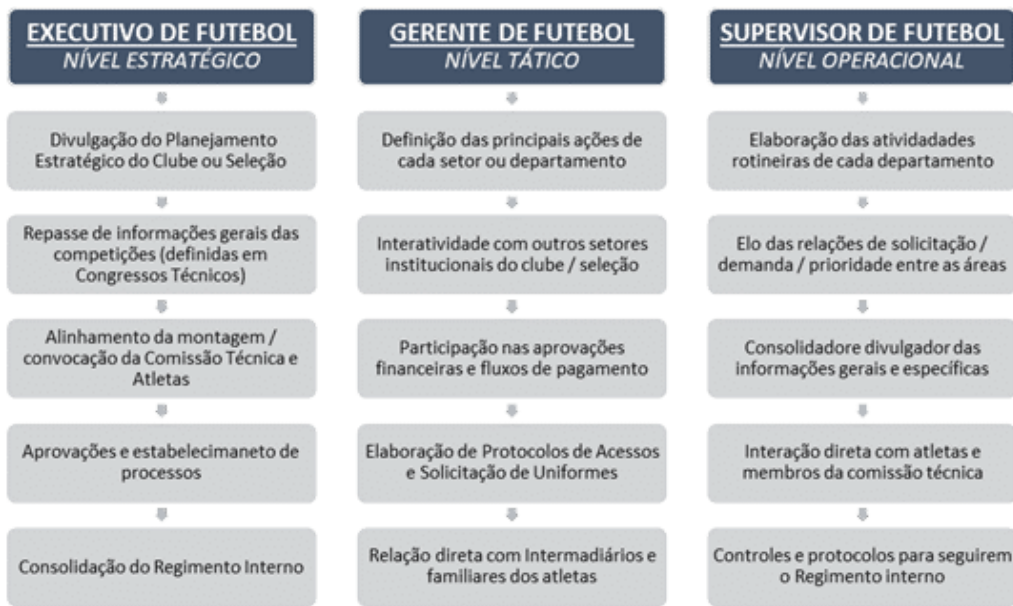 EXECUTIVO DE FUTEBOL
NÍVEL ESTRATÉGICO
Divulgação do Planejamento
Estratégico do Clube ou Seleção
Repasse de informações gerais das
competições (definidas em
Congressos Técnicos)
Alinhamento da montagem /
convocação da Comissão Técnica e
Atletas
Aprovações e estabelecimaneto de
processos
Consolidação do Regimento Interno
GERENTE DE FUTEBOL
NÍVEL TÁTICO
Definição das principais ações de
cada setor ou departamento
Interatividade com outros setores
institucionais do clube / seleção
Participação nas aprovações
financeiras e fluxos de pagamento
Elaboração de Protocolos de Acessos
e Solicitação de Uniformes
Relação direta com Intermadiários e
familiares dos atletas
SUPERVISOR DE FUTEBOL
NÍVEL OPERACIONAL
Elaboração das atividadades
rotineiras de cada departamento
Elo das relações de solicitação /
demanda / prioridade entre as áreas
Consolidadore divulgador das
informações gerais e específicas
Interação direta com atletas e
membros da comissão técnica
Controles e protocolos para seguirem
o Regimento interno